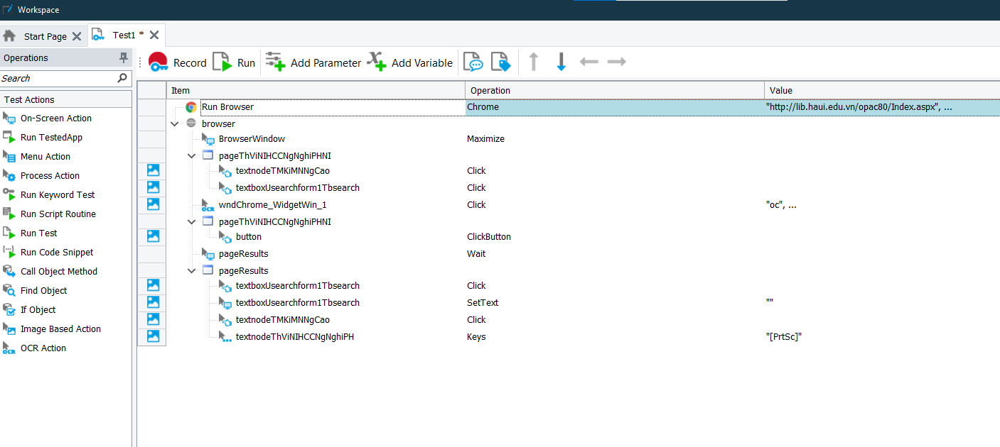 Workspace
Start Page
Test1 *
Operations
Search
Test Actions
On-Screen Action
Run TestedApp
Menu Action
Process Action
Run Keyword Test
Run Script Routine
Run Test
Run Code Snippet
Call Object Method
Find Object
If Object
Image Based Action
OCR OCR Action
Record Run Add Parameter Add Variable
Item Operation Value
Run Browser Chrome "http://lib.haui.edu.vn/opac80/Index.aspx", ...
browser
BrowserWindow Maximize
pageThViNIHCCNgNghiPHNI
textnodeTMKiMNNgCao Click
textboxUsearchform1Tbsearch Click
OCR wndChrome_WidgetWin_1 Click "oc", ...
pageThViNIHCCNgNghiPHNI
button ClickButton
pageResults Wait
pageResults
textboxUsearchform1Tbsearch Click
textboxUsearchform1Tbsearch SetText ""
textnodeTMKiMNNgCao Click
textnodeThViNIHCCNgNghiPH Keys "[PrtSc]"